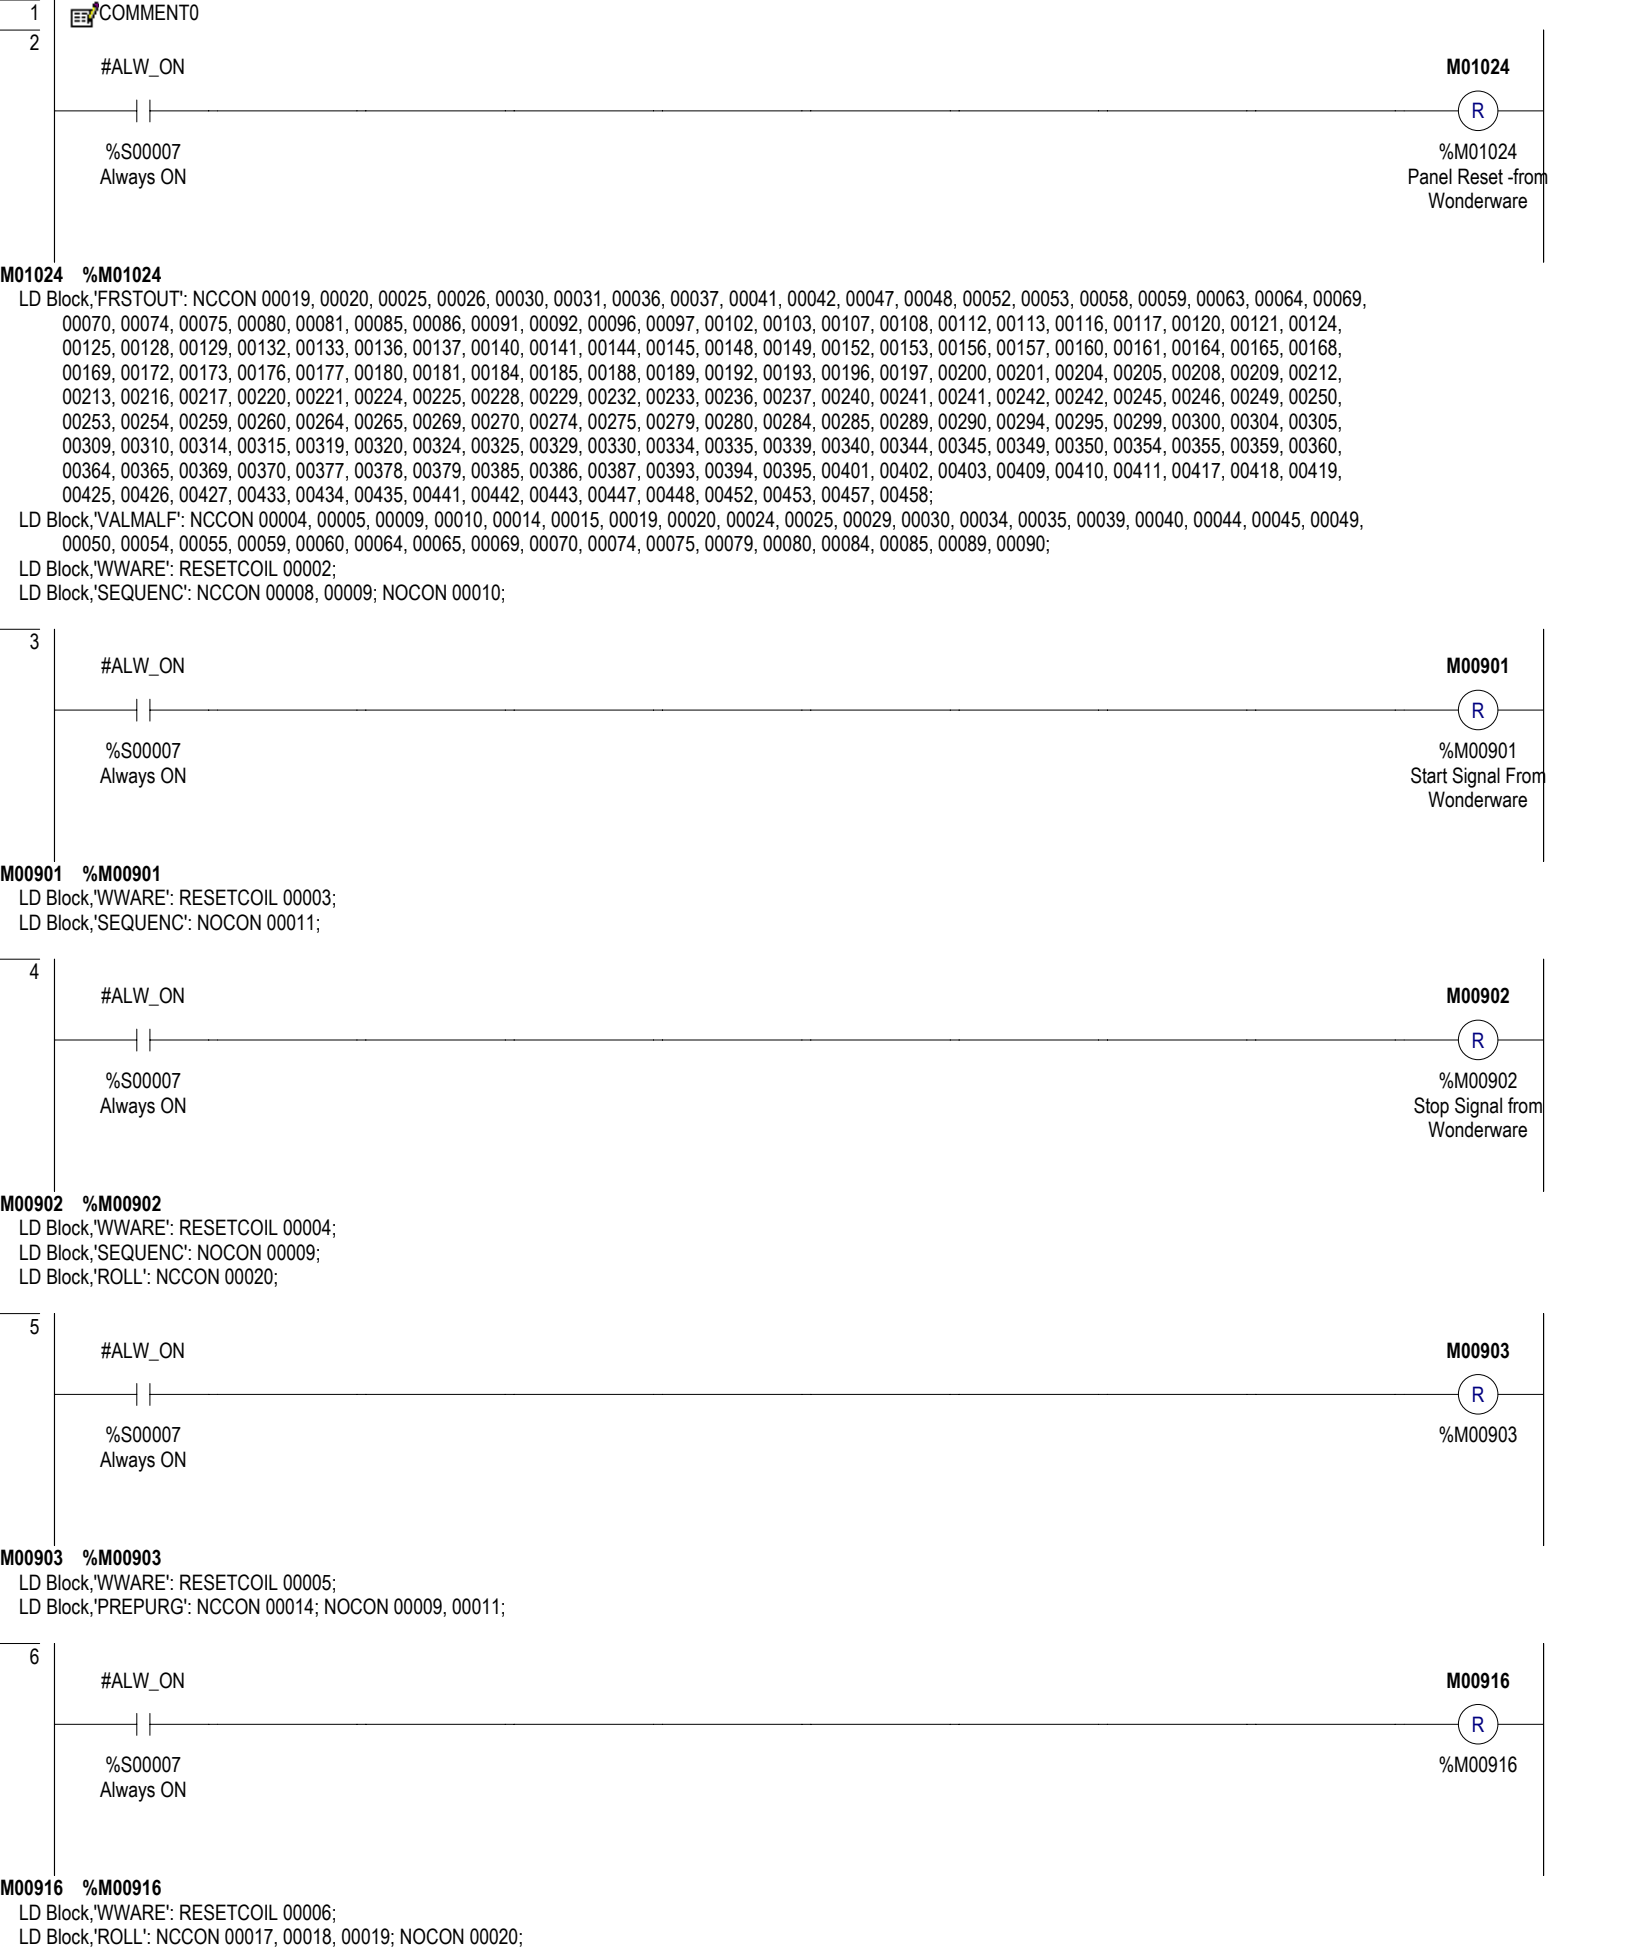 1 COMMENT0
2
#ALW_ON M01024
R
%S00007 %M01024
Always ON Panel Reset -from
Wonderware
M01024 %M01024
LD Block,'FRSTOUT': NCCON 00019, 00020, 00025, 00026, 00030, 00031, 00036, 00037, 00041, 00042, 00047, 00048, 00052, 00053, 00058, 00059, 00063, 00064, 00069,
00070, 00074, 00075, 00080, 00081, 00085, 00086, 00091, 00092, 00096, 00097, 00102, 00103, 00107, 00108, 00112, 00113, 00116, 00117, 00120, 00121, 00124,
00125, 00128, 00129, 00132, 00133, 00136, 00137, 00140, 00141, 00144, 00145, 00148, 00149, 00152, 00153, 00156, 00157, 00160, 00161, 00164, 00165, 00168,
00169, 00172, 00173, 00176, 00177, 00180, 00181, 00184, 00185, 00188, 00189, 00192, 00193, 00196, 00197, 00200, 00201, 00204, 00205, 00208, 00209, 00212,
00213, 00216, 00217, 00220, 00221, 00224, 00225, 00228, 00229, 00232, 00233, 00236, 00237, 00240, 00241, 00241, 00242, 00242, 00245, 00246, 00249, 00250,
00253, 00254, 00259, 00260, 00264, 00265, 00269, 00270, 00274, 00275, 00279, 00280, 00284, 00285, 00289, 00290, 00294, 00295, 00299, 00300, 00304, 00305,
00309, 00310, 00314, 00315, 00319, 00320, 00324, 00325, 00329, 00330, 00334, 00335, 00339, 00340, 00344, 00345, 00349, 00350, 00354, 00355, 00359, 00360,
00364, 00365, 00369, 00370, 00377, 00378, 00379, 00385, 00386, 00387, 00393, 00394, 00395, 00401, 00402, 00403, 00409, 00410, 00411, 00417, 00418, 00419,
00425, 00426, 00427, 00433, 00434, 00435, 00441, 00442, 00443, 00447, 00448, 00452, 00453, 00457, 00458;
LD Block,'VALMALF': NCCON 00004, 00005, 00009, 00010, 00014, 00015, 00019, 00020, 00024, 00025, 00029, 00030, 00034, 00035, 00039, 00040, 00044, 00045, 00049,
00050, 00054, 00055, 00059, 00060, 00064, 00065, 00069, 00070, 00074, 00075, 00079, 00080, 00084, 00085, 00089, 00090;
LD Block,'WWARE': RESETCOIL 00002;
LD Block,'SEQUENC': NCCON 00008, 00009; NOCON 00010;
3
#ALW_ON M00901
R
%S00007 %M00901
Always ON Start Signal From
Wonderware
M00901 %M00901
LD Block,'WWARE': RESETCOIL 00003;
LD Block,'SEQUENC': NOCON 00011;
4
#ALW_ON M00902
R
%S00007 %M00902
Always ON Stop Signal from
Wonderware
M00902 %M00902
LD Block,'WWARE': RESETCOIL 00004;
LD Block,'SEQUENC': NOCON 00009;
LD Block,'ROLL': NCCON 00020;
5
#ALW_ON M00903
R
%S00007 %M00903
Always ON
M00903 %M00903
LD Block,'WWARE': RESETCOIL 00005;
LD Block,'PREPURG': NCCON 00014; NOCON 00009, 00011;
6
#ALW_ON M00916
R
%S00007 %M00916
Always ON
M00916 %M00916
LD Block,'WWARE': RESETCOIL 00006;
LD Block,'ROLL': NCCON 00017, 00018, 00019; NOCON 00020;